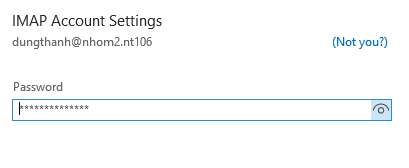 IMAP Account Settings
dungthanh@nhom2.nt106 (Not you?)
Password
**************